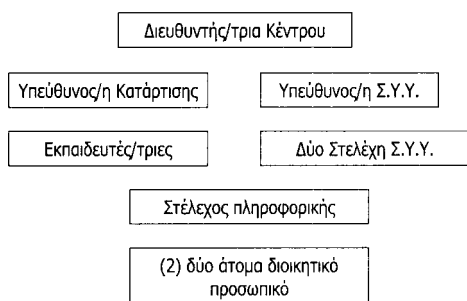 Διευθυντής/τρια Κέντρου
Υπεύθυνος/η Κατάρτισης
Υπεύθυνος/η Σ.Υ.Υ.
Εκπαιδευτές/τριες
Δύο Στελέχη Σ.Υ.Υ.
Στέλεχος πληροφορικής
(2) δύο άτομα διοικητικό
προσωπικό